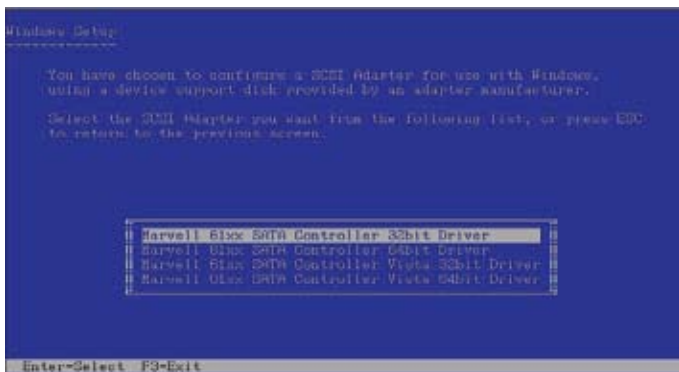 Windows Setup
You have chosen to configure a SCSI Adapter for use with Windows,
using a device support disk provided by an adapter manufacturer.
Select the SCSI Adapter you want from the following list, or press ESC
to return to the previous screen.
Marvell 61xx SATA Controller 32bit Driver
Marvell 61xx SATA Controller 64bit Driver
Marvell 61xx SATA Controller Vista 32bit Driver
Marvell 61xx SATA Controller Vista 64bit Driver
Enter=Select F3=Exit